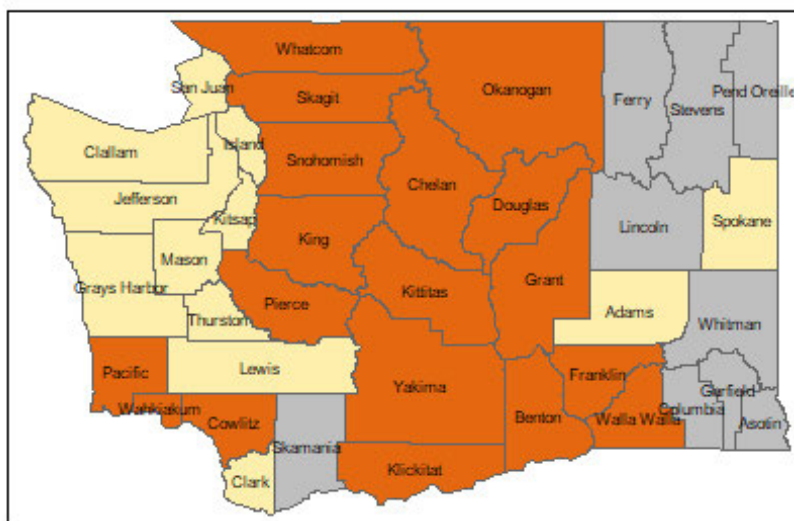 Whatcom
Okanogan
San Juan
Skagit
Ferry
Stevens
Pend Oreille
Island
Clallam
Snohomish
Chelan
Jefferson
Douglas
Kitsap
Spokane
Lincoln
King
Mason
Kittitas
Grant
Grays Harbor
Pierce
Adams
Thurston
Whitman
Lewis
Pacific
Franklin
Yakima
Garfield
Wahkiakum
Cowlitz
Benton
Walla Walla
Columbia
Asotin
Skamania
Klickitat
Clark